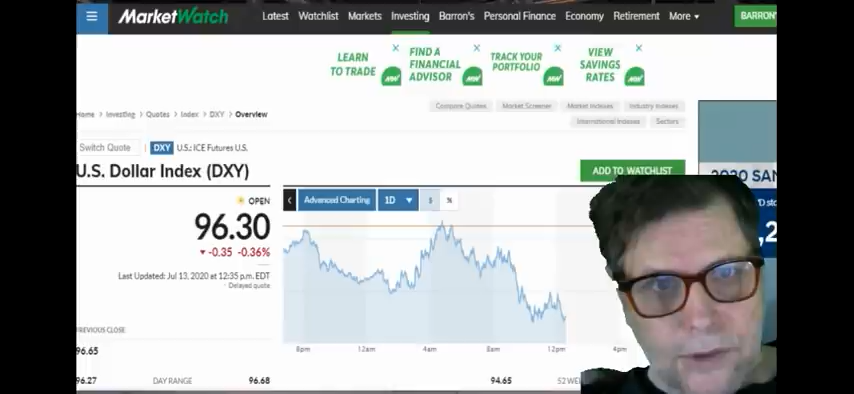 MarketWatch Latest Watchlist Markets Investing Barron's Personal Finance Economy Retirement More BARRON'
LEARN TO TRADE
FIND A FINANCIAL ADVISOR
TRACK YOUR PORTFOLIO
VIEW SAVINGS RATES
Compare Quotes Market Screener Market Indexes Industry Indexes
International Indexes Sectors
Home > Investing > Quotes > Index > DXY > Overview
Switch Quote | DXY U.S.: ICE Futures U.S.
U.S. Dollar Index (DXY)
ADD TO WATCHLIST
2020 SAN
OPEN
Advanced Charting 1D $ %
96.30
-0.35 -0.36%
Last Updated: Jul 13, 2020 at 12:35 p.m. EDT
Delayed quote
PREVIOUS CLOSE
96.65
8pm 12am 4am 8am 12pm 4pm
96.27 DAY RANGE 96.68 94.65 52 WE